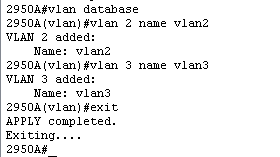 2950A#vlan database
2950A(vlan)#vlan 2 name vlan2
VLAN 2 added:
    Name: vlan2
2950A(vlan)#vlan 3 name vlan3
VLAN 3 added:
    Name: vlan3
2950A(vlan)#exit
APPLY completed.
Exiting....
2950A#_